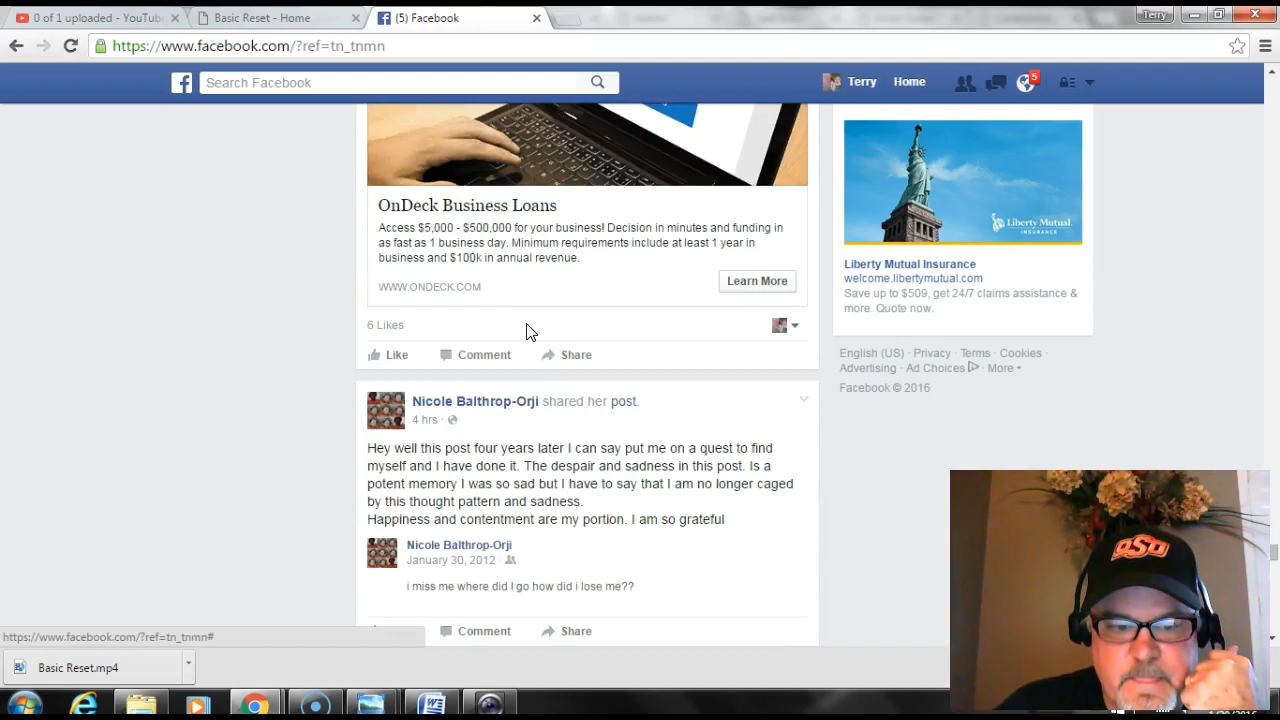 0 of 1 uploaded - YouTub
Basic Reset - Home
(5) Facebook
Terry
https://www.facebook.com/?ref=tn_tnmn
Search Facebook
Terry Home
5
OnDeck Business Loans
Access $5,000 - $500,000 for your business! Decision in minutes and funding in
as fast as 1 business day. Minimum requirements include at least 1 year in
business and $100k in annual revenue.
WWW.ONDECK.COM
Learn More
6 Likes
Like Comment Share
Liberty Mutual.
INSURANCE
Liberty Mutual Insurance
welcome.libertymutual.com
Save up to $509, get 24/7 claims assistance &
more. Quote now.
English (US) · Privacy · Terms · Cookies ·
Advertising · Ad Choices · More
Facebook © 2016
Nicole Balthrop-Orji shared her post.
4 hrs ·
Hey well this post four years later I can say put me on a quest to find
myself and I have done it. The despair and sadness in this post. Is a
potent memory I was so sad but I have to say that I am no longer caged
by this thought pattern and sadness.
Happiness and contentment are my portion. I am so grateful
Nicole Balthrop-Orji
January 30, 2012 ·
i miss me where did I go how did i lose me??
Comment Share
https://www.facebook.com/?ref=tn_tnmn#
Basic Reset.mp4
OSU